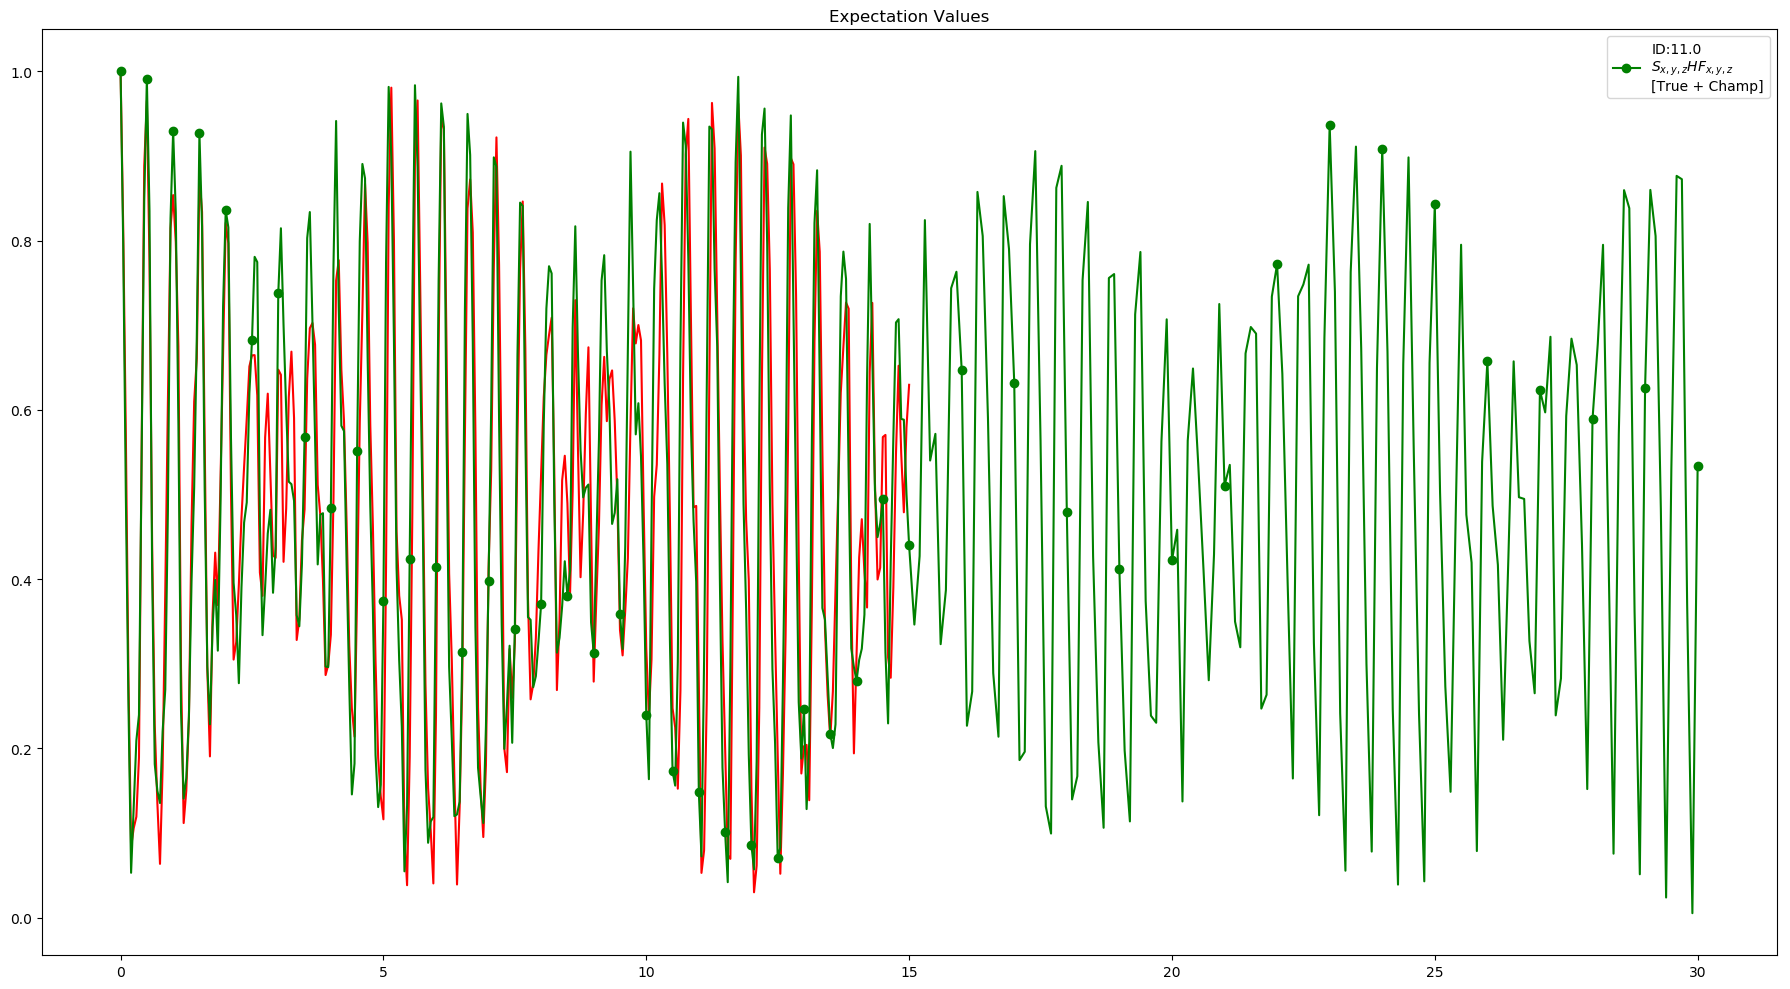 Expectation Values
ID:11.0
S_{x,y,z}HF_{x,y,z}
[True + Champ]
1.0
0.8
0.6
0.4
0.2
0.0
0 5 10 15 20 25 30